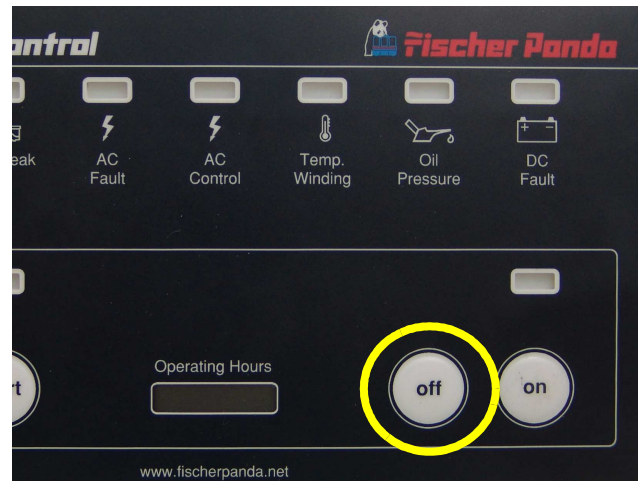 ontrol
Fischer Panda
eak
AC
Fault
AC
Control
Temp.
Winding
Oil
Pressure
+ -
DC
Fault
Operating Hours
rt
off
on
www.fischerpanda.net